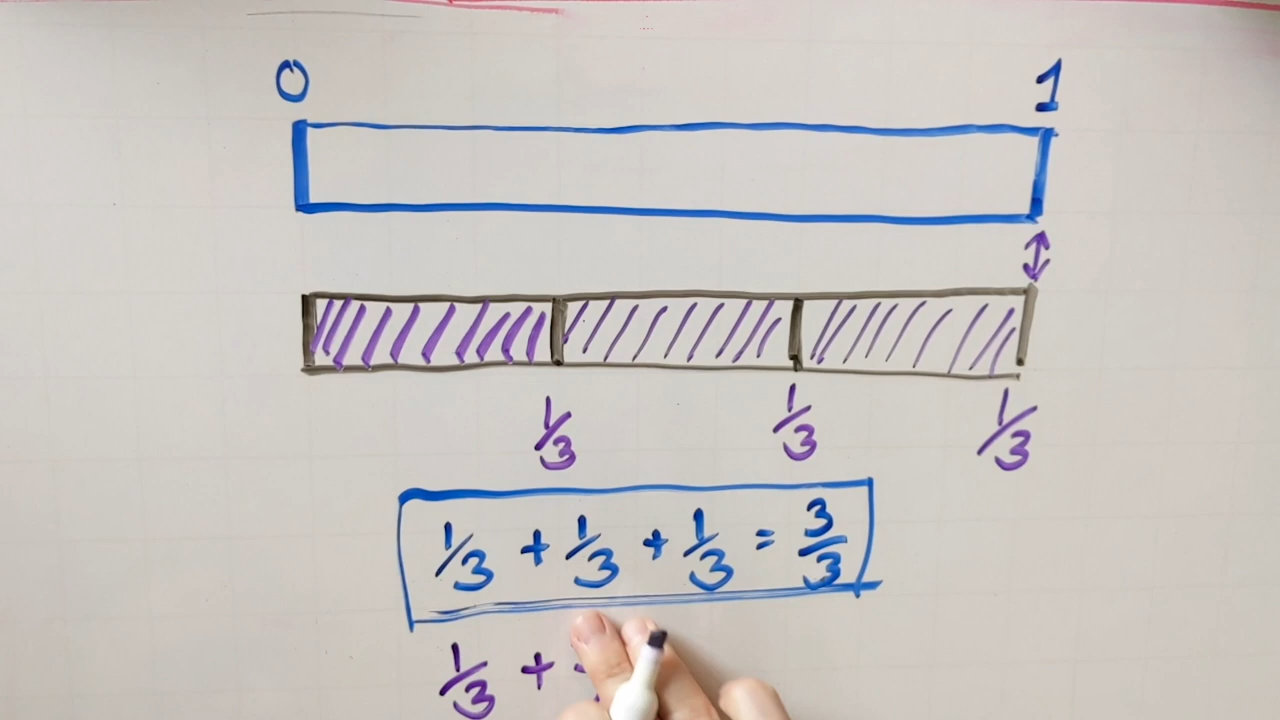 0 1
1/3 1/3 1/3
1/3 + 1/3 + 1/3 = 3/3
1/3 +